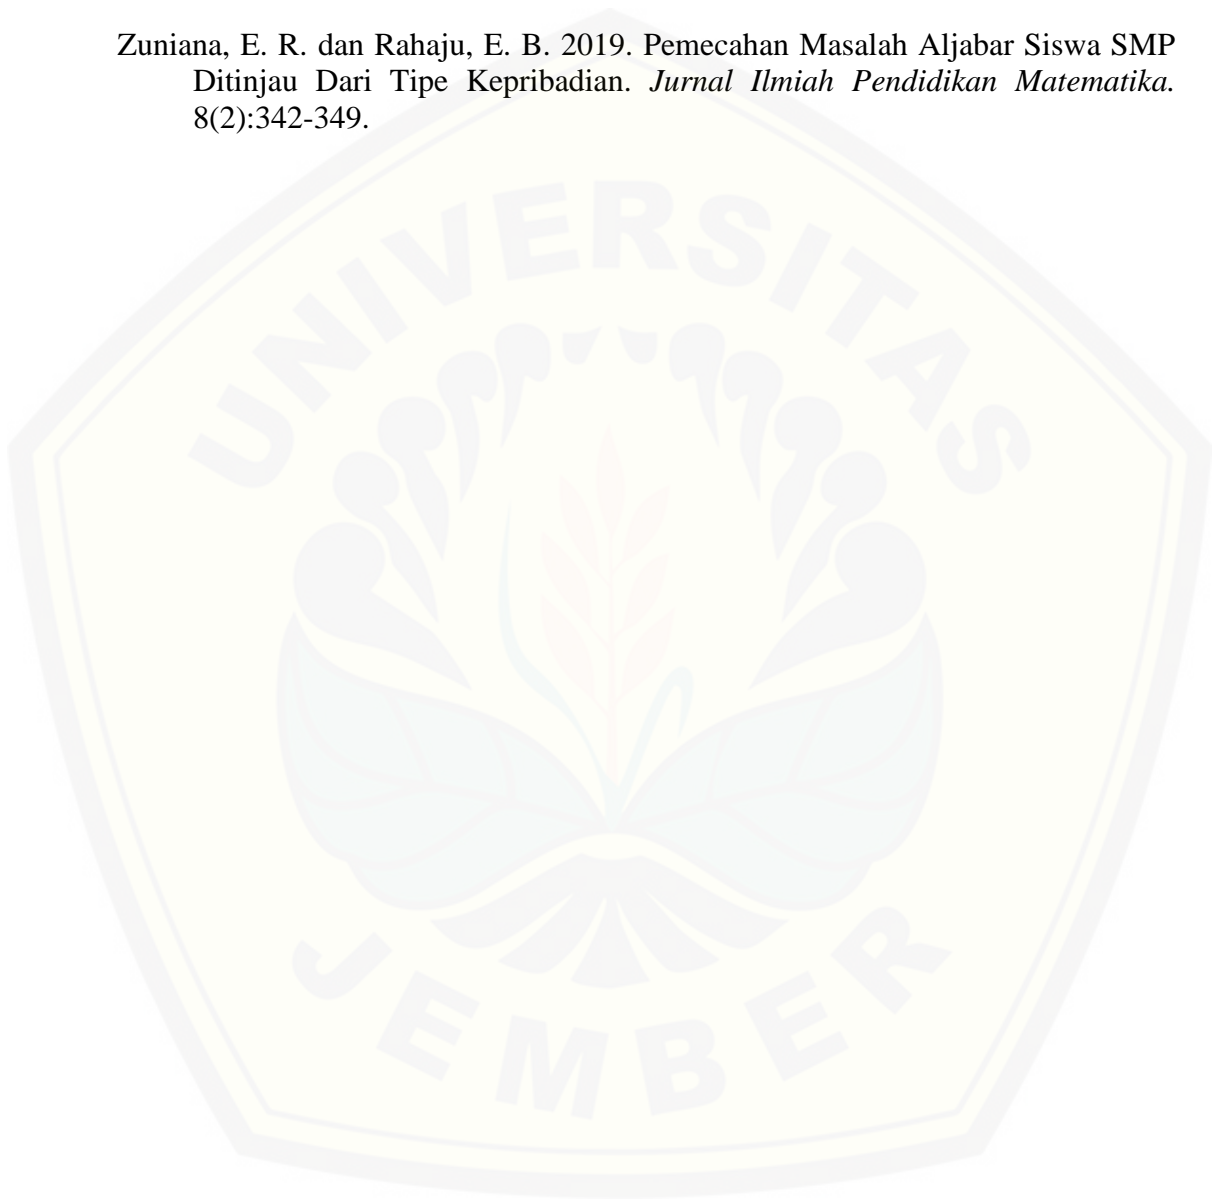 Zuniana, E. R. dan Rahaju, E. B. 2019. Pemecahan Masalah Aljabar Siswa SMP
Ditinjau Dari Tipe Kepribadian. Jurnal Ilmiah Pendidikan Matematika.
8(2):342-349.
UNIVERSITAS
JEMBER